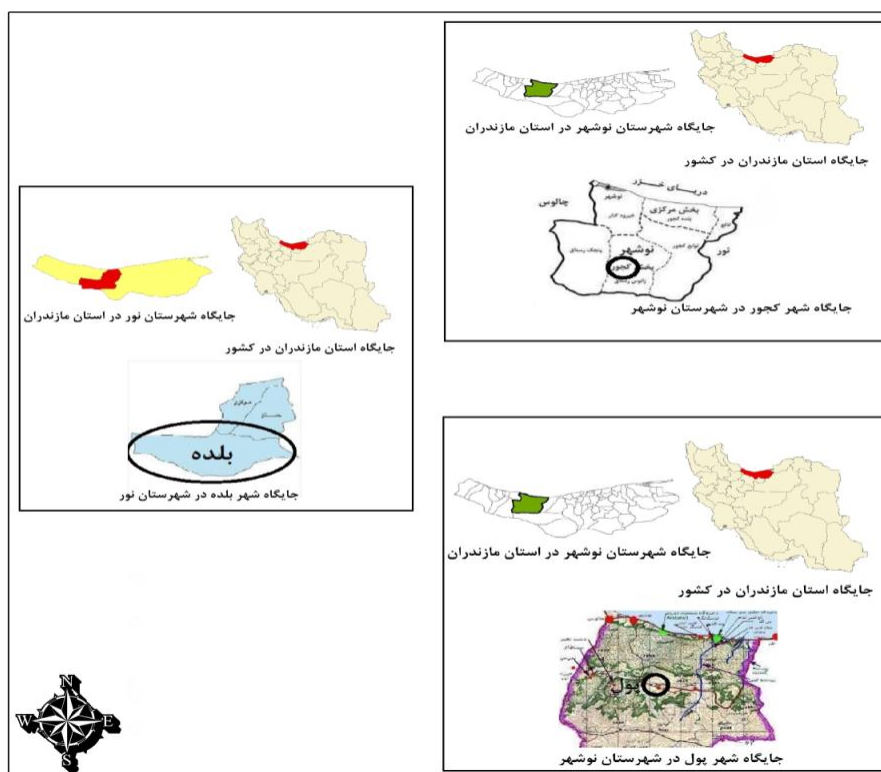 جایگاه شهرستان نوشهر در استان مازندران
جایگاه استان مازندران در کشور
دریای خزر
نوشهر
چالوس
بخش مرکزی
نور
نوشهر
بخش کجور
جایگاه شهر کجور در شهرستان نوشهر
جایگاه شهرستان نور در استان مازندران
جایگاه استان مازندران در کشور
مرکزی
بلده
جایگاه شهر بلده در شهرستان نور
جایگاه شهرستان نوشهر در استان مازندران
جایگاه استان مازندران در کشور
پول
جایگاه شهر پول در شهرستان نوشهر
N
W E
S